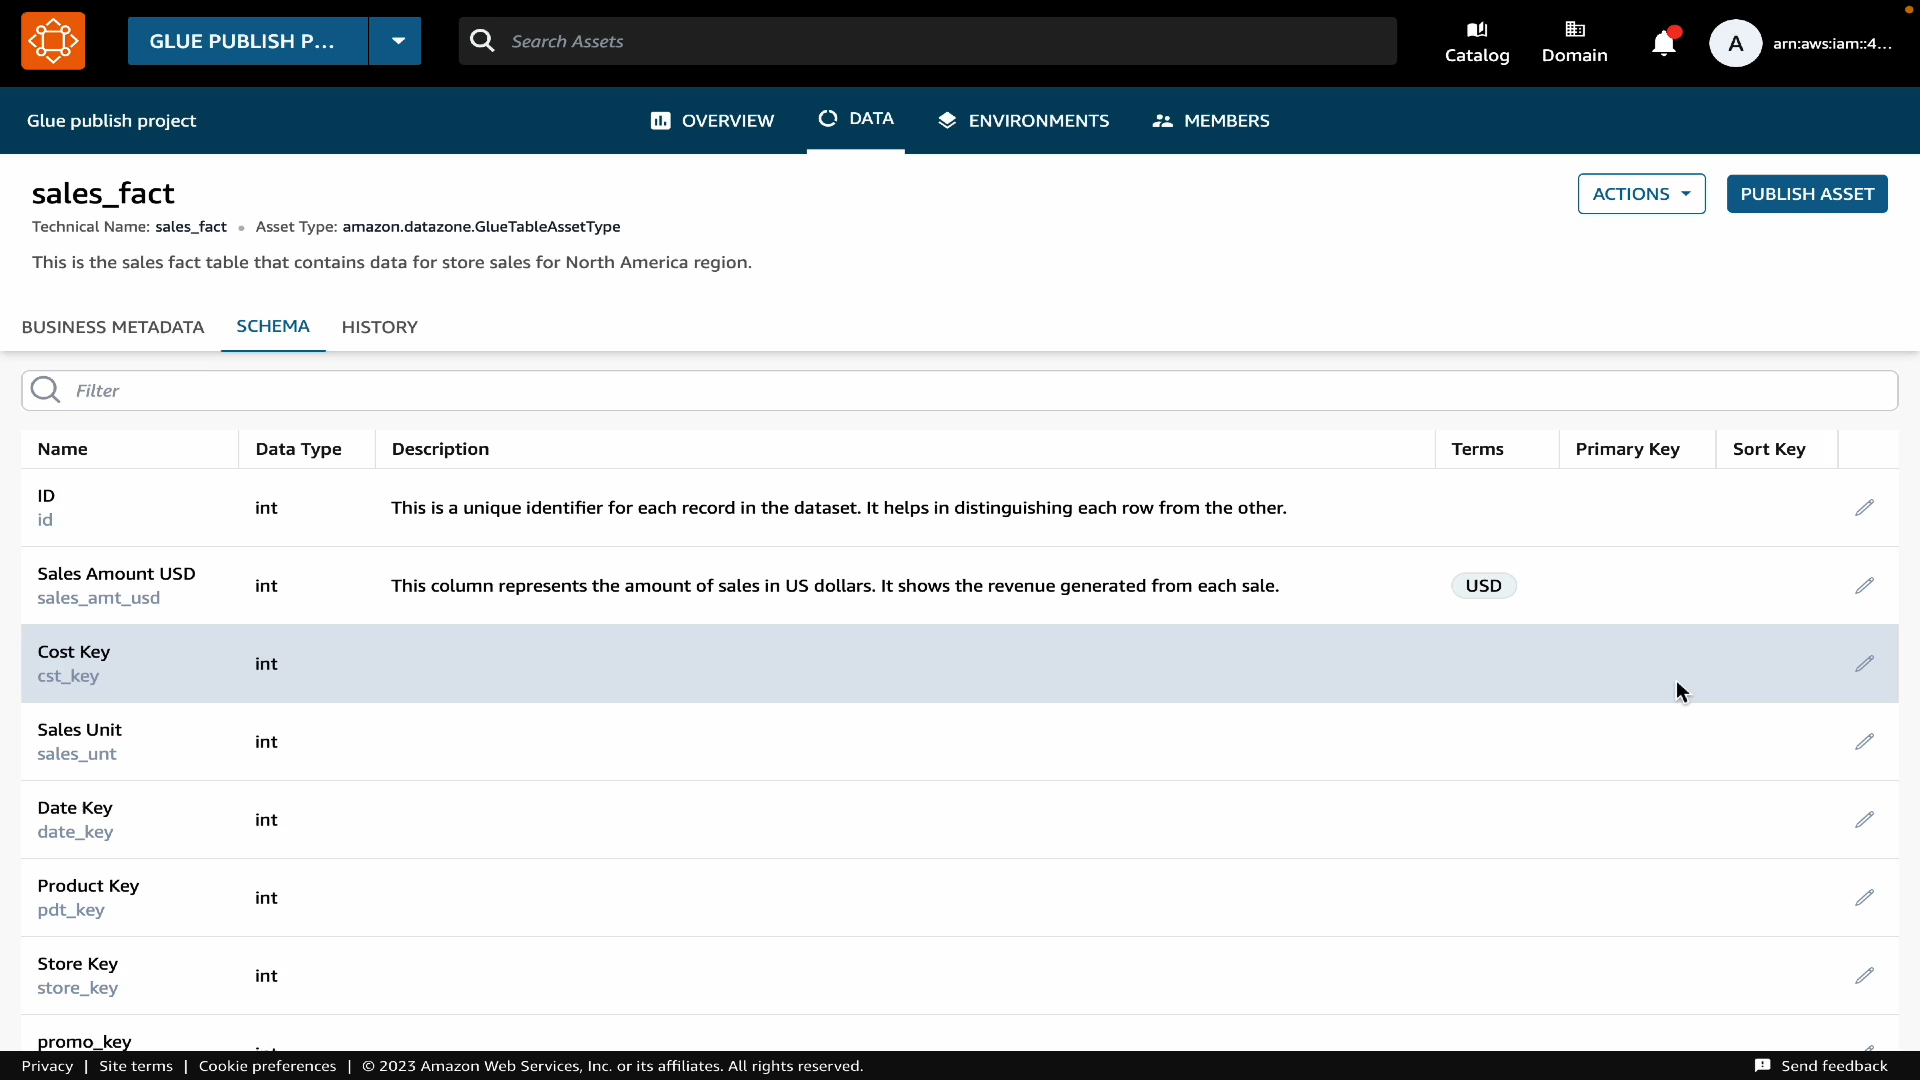 GLUE PUBLISH P...
Search Assets
Catalog
Domain
A
arn:aws:iam::4...
Glue publish project
OVERVIEW
DATA
ENVIRONMENTS
MEMBERS
sales_fact
ACTIONS
PUBLISH ASSET
Technical Name: sales_fact • Asset Type: amazon.datazone.GlueTableAssetType
This is the sales fact table that contains data for store sales for North America region.
BUSINESS METADATA
SCHEMA
HISTORY
Filter
Name Data Type Description Terms Primary Key Sort Key
ID
id
int
This is a unique identifier for each record in the dataset. It helps in distinguishing each row from the other.
Sales Amount USD
sales_amt_usd
int
This column represents the amount of sales in US dollars. It shows the revenue generated from each sale.
USD
Cost Key
cst_key
int
Sales Unit
sales_unt
int
Date Key
date_key
int
Product Key
pdt_key
int
Store Key
store_key
int
promo_key
Privacy | Site terms | Cookie preferences | © 2023 Amazon Web Services, Inc. or its affiliates. All rights reserved.
Send feedback